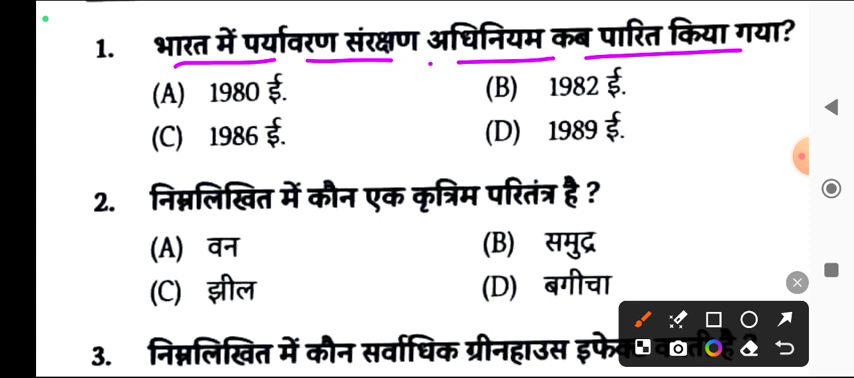 1. भारत में पर्यावरण संरक्षण अधिनियम कब पारित किया गया?
(A) 1980 ई. (B) 1982 ई.
(C) 1986 ई. (D) 1989 ई.
2. निम्नलिखित में कौन एक कृत्रिम परितंत्र है ?
(A) वन (B) समुद्र
(C) झील (D) बगीचा
3. निम्नलिखित में कौन सर्वाधिक ग्रीनहाउस